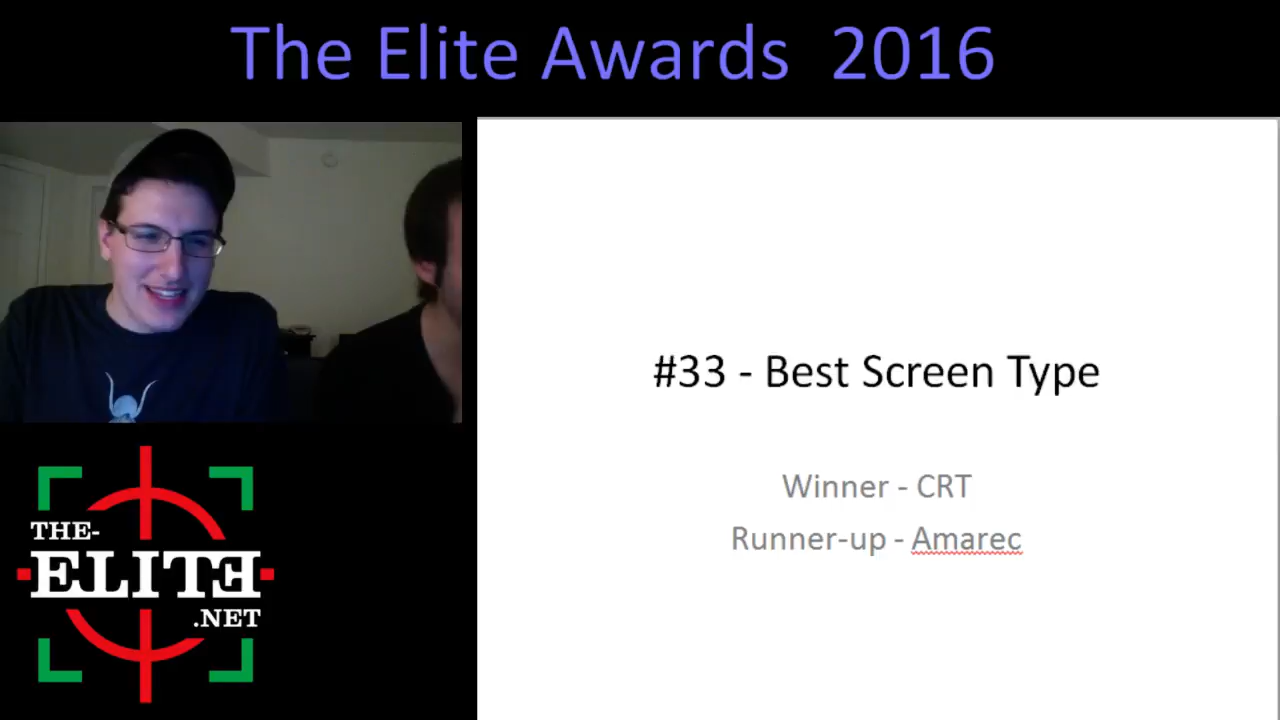 The Elite Awards 2016
#33 - Best Screen Type
Winner - CRT
Runner-up - Amarec
THE-
ELITE
.NET